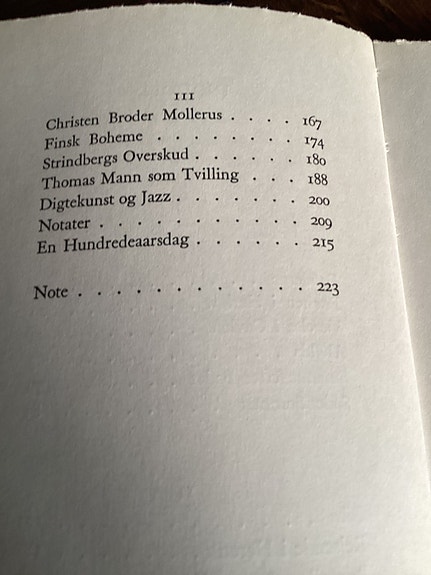 III
Christen Broder Mollerus . . . . 167
Finsk Boheme . . . . . . . . 174
Strindbergs Overskud . . . . . . 180
Thomas Mann som Tvilling . . . 188
Digtekunst og Jazz . . . . . . . 200
Notater . . . . . . . . . . . 209
En Hundredeaarsdag . . . . . . 215
Note . . . . . . . . . . . . 223